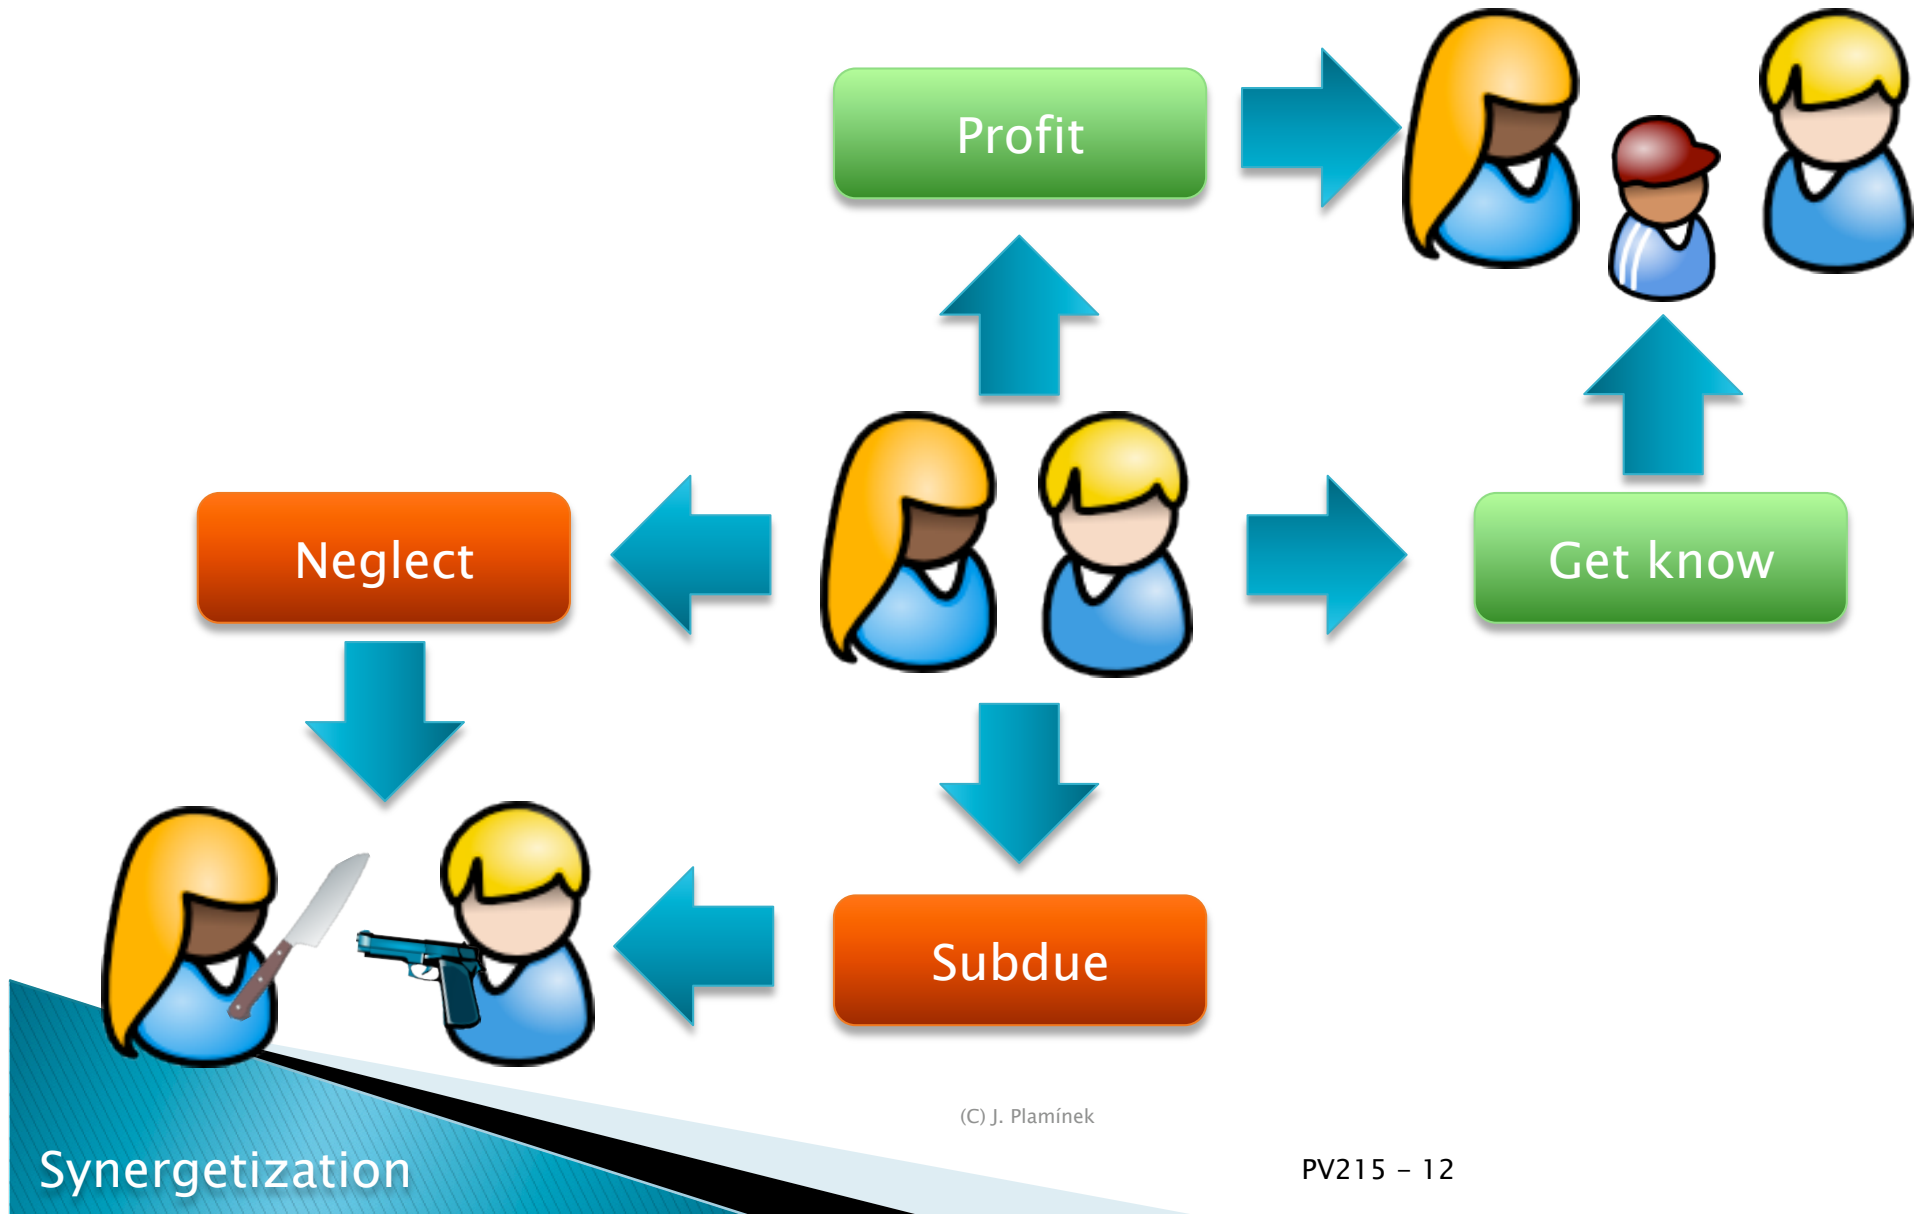 Profit
Neglect
Get know
Subdue
(C) J. Plamínek
Synergetization
PV215 – 12